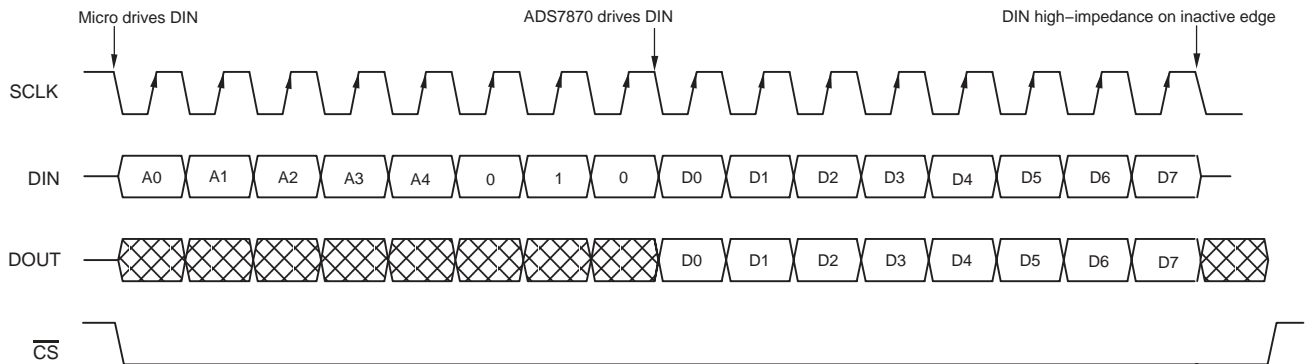 Micro drives DIN ADS7870 drives DIN DIN high−impedance on inactive edge
SCLK
DIN A0 A1 A2 A3 A4 0 1 0 D0 D1 D2 D3 D4 D5 D6 D7
DOUT D0 D1 D2 D3 D4 D5 D6 D7
CS